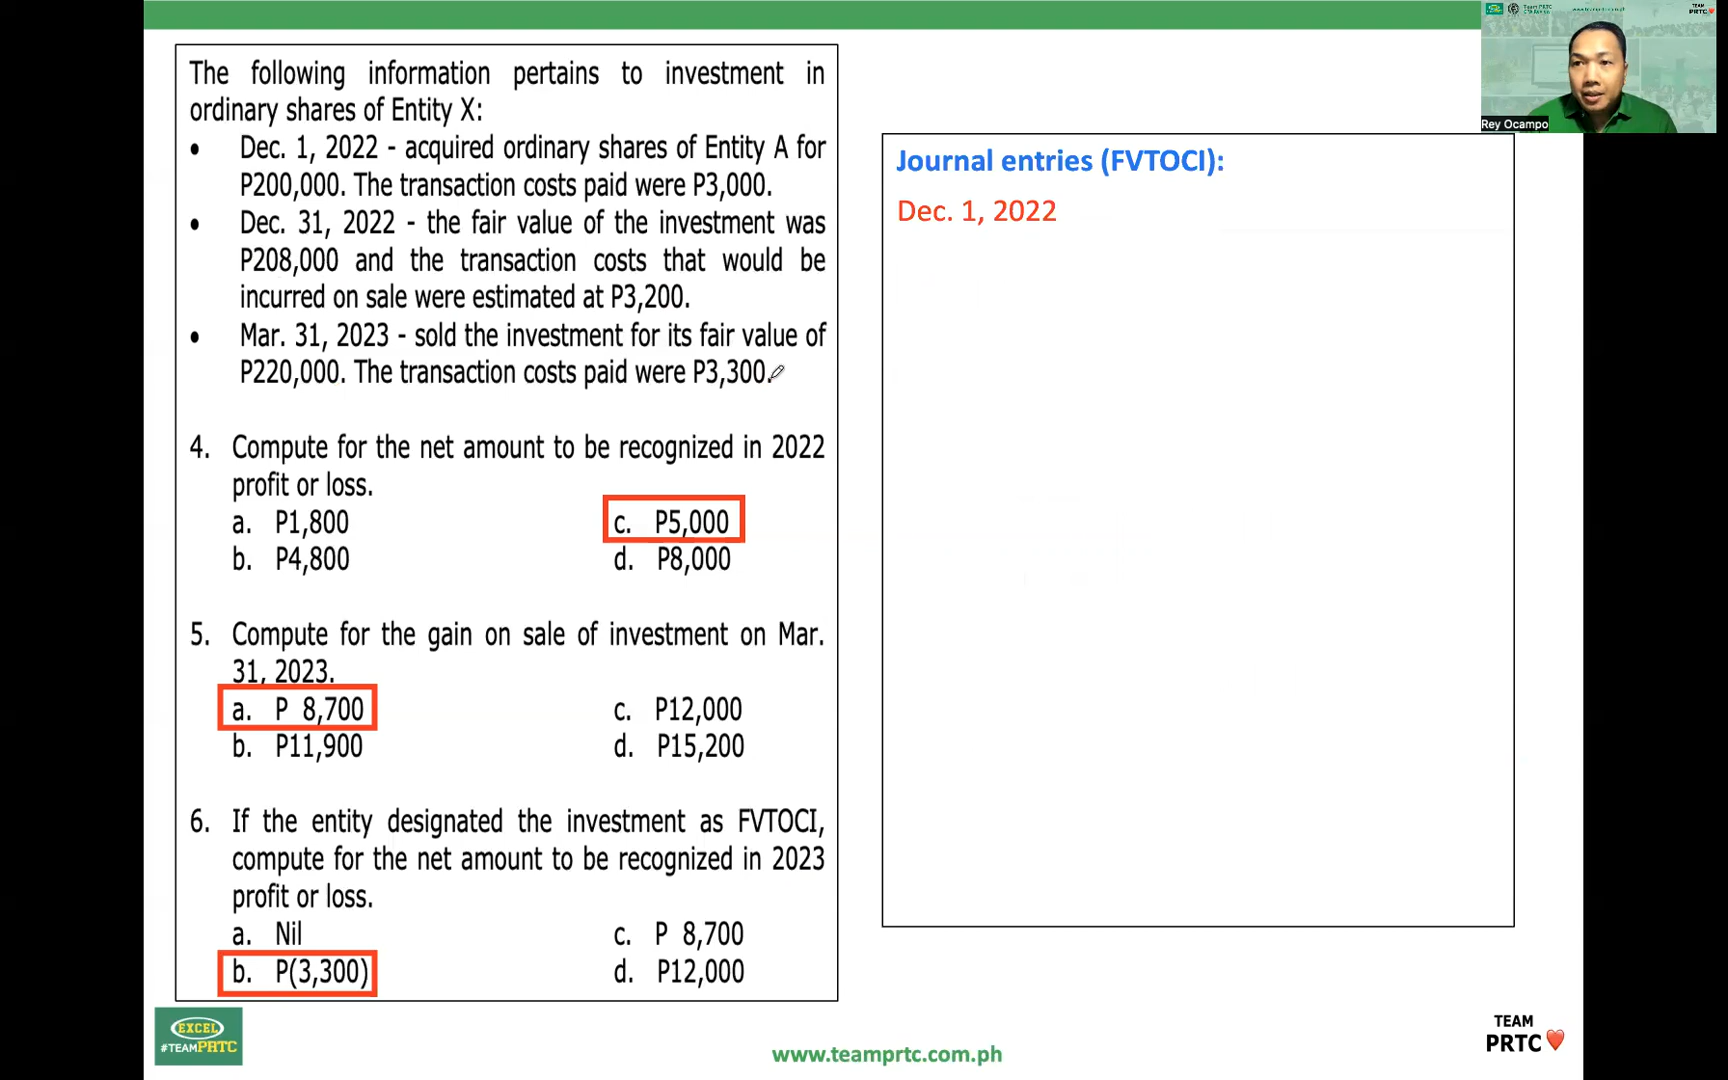 The following information pertains to investment in
ordinary shares of Entity X:
• Dec. 1, 2022 - acquired ordinary shares of Entity A for
P200,000. The transaction costs paid were P3,000.
• Dec. 31, 2022 - the fair value of the investment was
P208,000 and the transaction costs that would be
incurred on sale were estimated at P3,200.
• Mar. 31, 2023 - sold the investment for its fair value of
P220,000. The transaction costs paid were P3,300.
4. Compute for the net amount to be recognized in 2022
profit or loss.
a. P1,800 c. P5,000
b. P4,800 d. P8,000
5. Compute for the gain on sale of investment on Mar.
31, 2023.
a. P 8,700 c. P12,000
b. P11,900 d. P15,200
6. If the entity designated the investment as FVTOCI,
compute for the net amount to be recognized in 2023
profit or loss.
a. Nil c. P 8,700
b. P(3,300) d. P12,000
Journal entries (FVTOCI):
Dec. 1, 2022
Rey Ocampo
EXCEL
#TEAMPRTC
www.teamprtc.com.ph
TEAM
PRTC